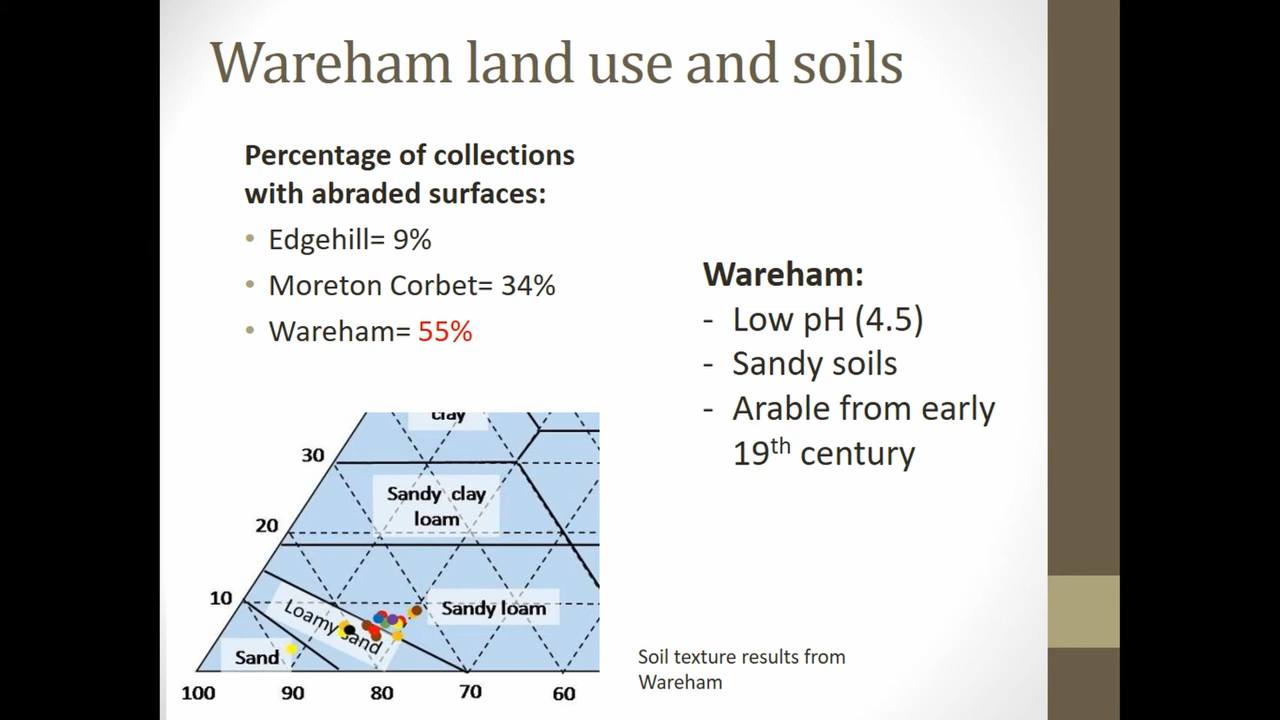 Wareham land use and soils
Percentage of collections
with abraded surfaces:
• Edgehill= 9%
• Moreton Corbet= 34%
• Wareham= 55%
Wareham:
- Low pH (4.5)
- Sandy soils
- Arable from early
19th century
clay
30
Sandy clay
loam
20
10
Sandy loam
Loamy sand
Sand
100 90 80 70 60
Soil texture results from
Wareham